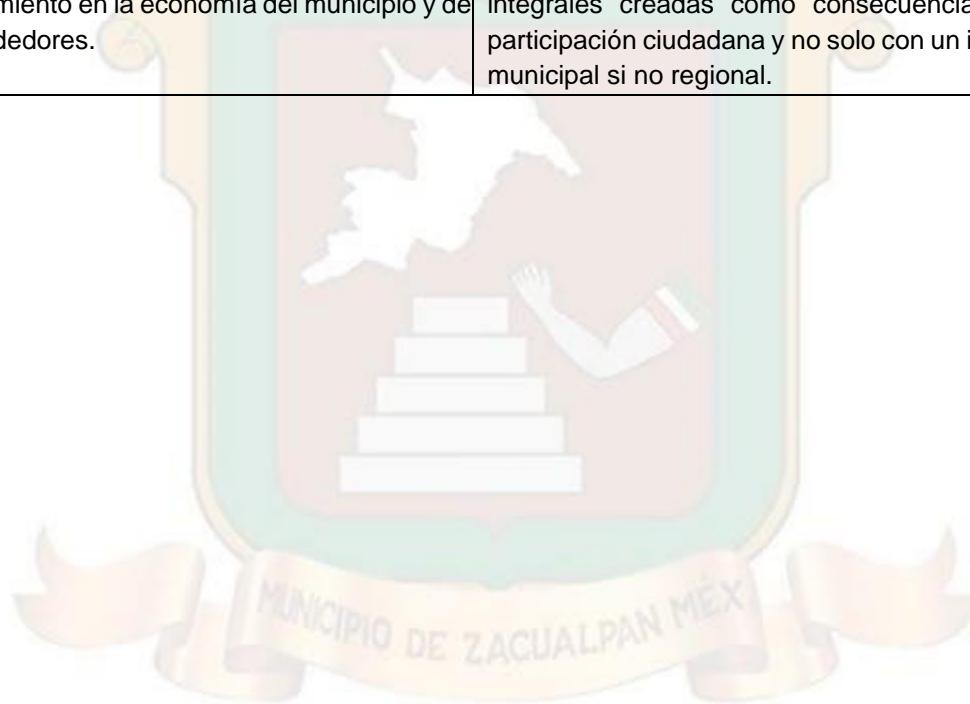 miento en la economía del municipio y de
dedores.
integrales creadas como consecuencia
participación ciudadana y no solo con un i
municipal si no regional.
MUNICIPIO DE ZACUALPAN MÉX